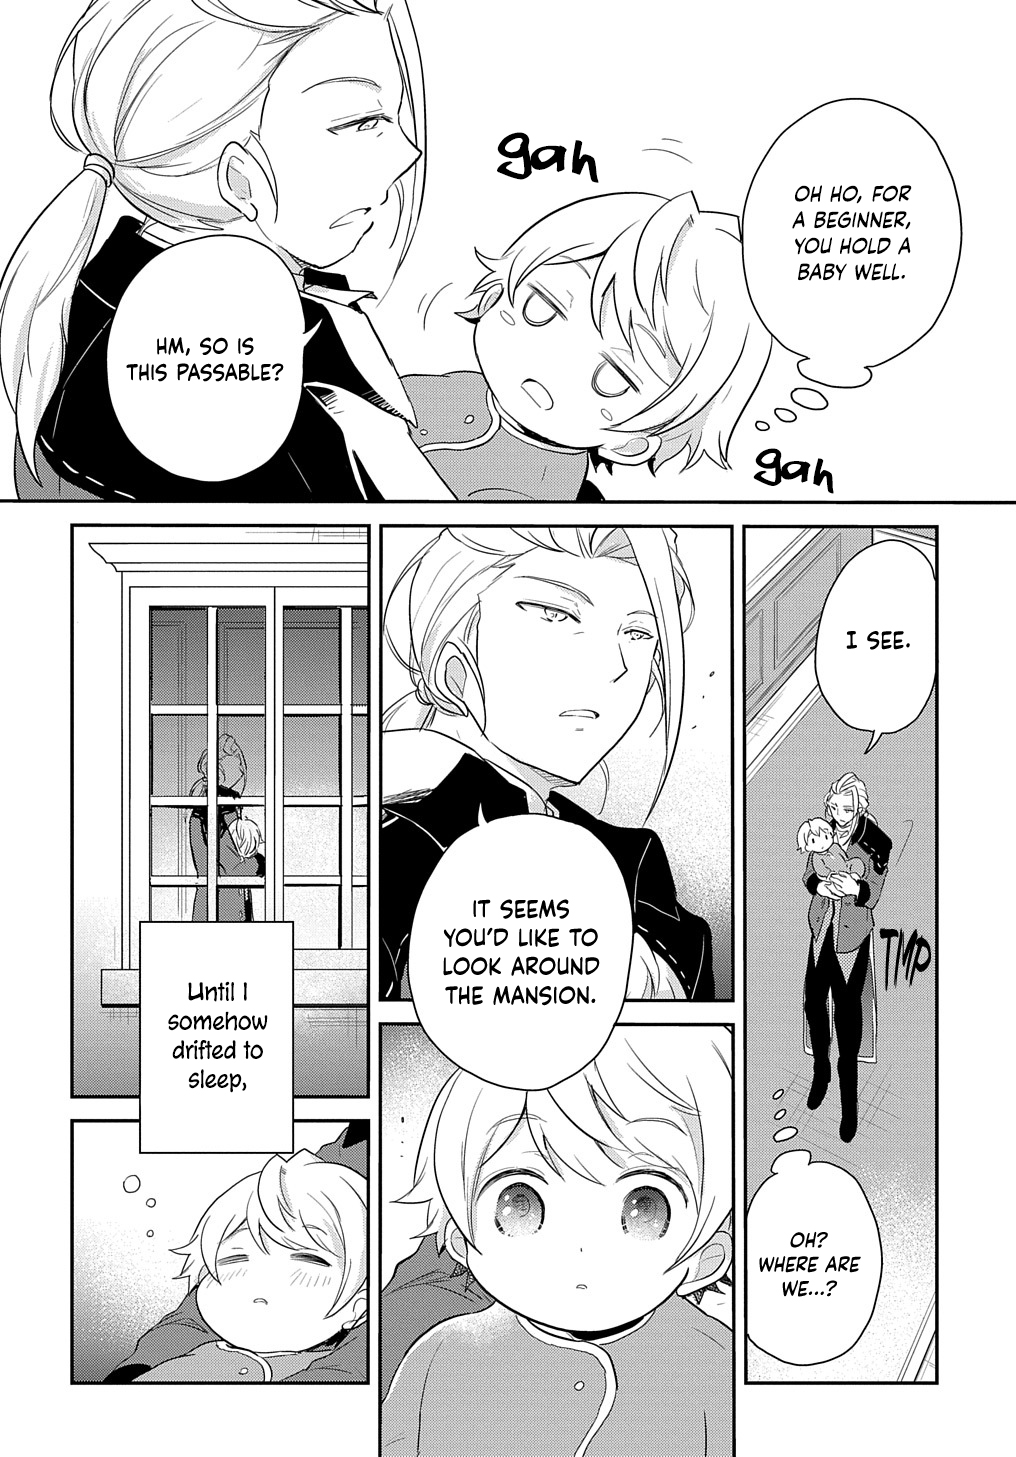 OH HO, FOR
A BEGINNER,
YOU HOLD A
BABY WELL.
gah
gah
HM, SO IS
THIS PASSABLE?
I SEE.
TMP
OH?
WHERE ARE
WE...?
IT SEEMS
YOU'D LIKE TO
LOOK AROUND
THE MANSION.
Until I
somehow
drifted to
sleep,